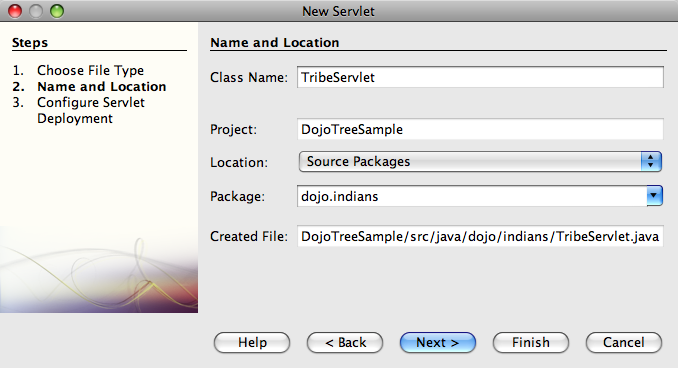 New Servlet
Steps
1. Choose File Type
2. Name and Location
3. Configure Servlet
Deployment
Name and Location
Class Name: TribeServlet
Project: DojoTreeSample
Location: Source Packages
Package: dojo.indians
Created File: DojoTreeSample/src/java/dojo/indians/TribeServlet.java
Help < Back Next > Finish Cancel